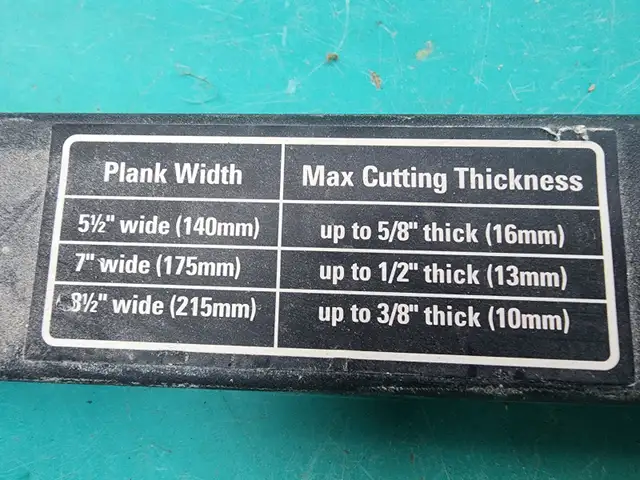 Plank Width Max Cutting Thickness
5½" wide (140mm) up to 5/8" thick (16mm)
7" wide (175mm) up to 1/2" thick (13mm)
8½" wide (215mm) up to 3/8" thick (10mm)